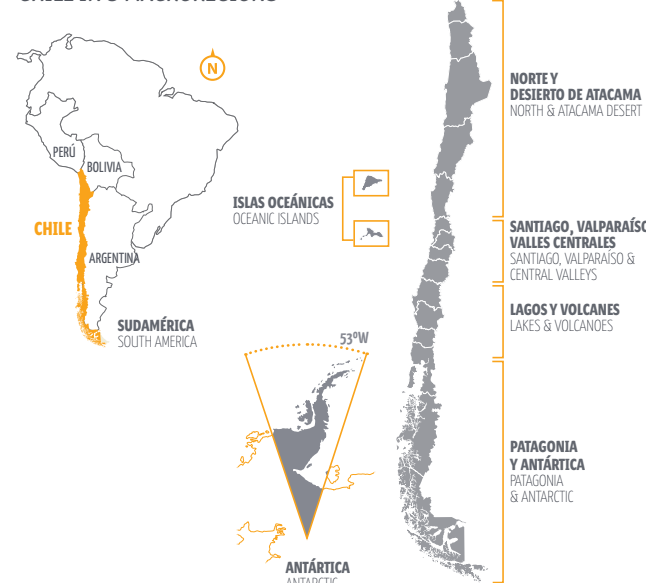 N
PERÚ
BOLIVIA
CHILE
ARGENTINA
SUDAMÉRICA
SOUTH AMERICA
ISLAS OCEÁNICAS
OCEANIC ISLANDS
53ºW
ANTÁRTICA
NORTE Y
DESIERTO DE ATACAMA
NORTH & ATACAMA DESERT
SANTIAGO, VALPARAÍSO
VALLES CENTRALES
SANTIAGO, VALPARAÍSO &
CENTRAL VALLEYS
LAGOS Y VOLCANES
LAKES & VOLCANOES
PATAGONIA
Y ANTÁRTICA
PATAGONIA
& ANTARCTIC